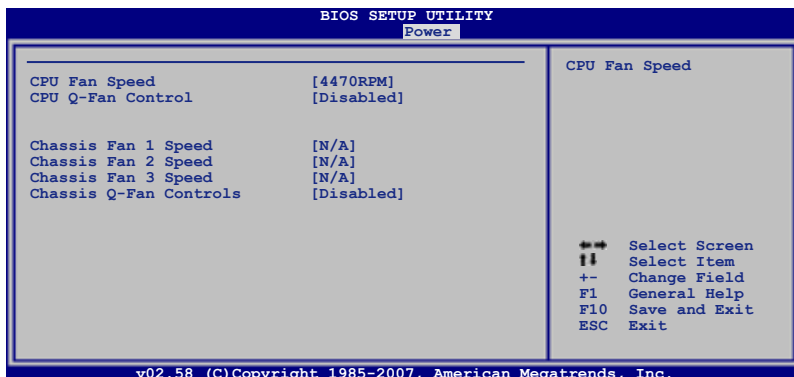 BIOS SETUP UTILITY
Power
CPU Fan Speed [4470RPM]
CPU Q-Fan Control [Disabled]
Chassis Fan 1 Speed [N/A]
Chassis Fan 2 Speed [N/A]
Chassis Fan 3 Speed [N/A]
Chassis Q-Fan Controls [Disabled]
CPU Fan Speed
Select Screen
Select Item
+- Change Field
F1 General Help
F10 Save and Exit
ESC Exit
v02.58 (C)Copyright 1985-2007, American Megatrends, Inc.